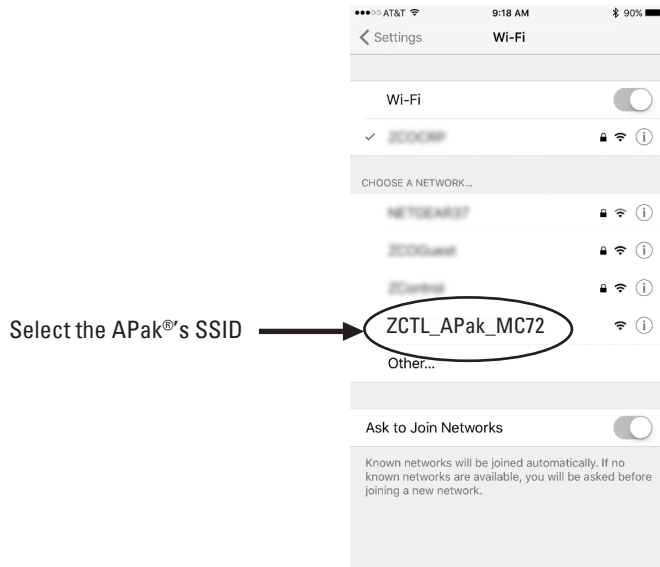 AT&T 9:18 AM 90%
Settings Wi-Fi
Wi-Fi
CHOOSE A NETWORK...
Select the APak®'s SSID
ZCTL_APak_MC72
Other...
Ask to Join Networks
Known networks will be joined automatically. If no
known networks are available, you will be asked before
joining a new network.